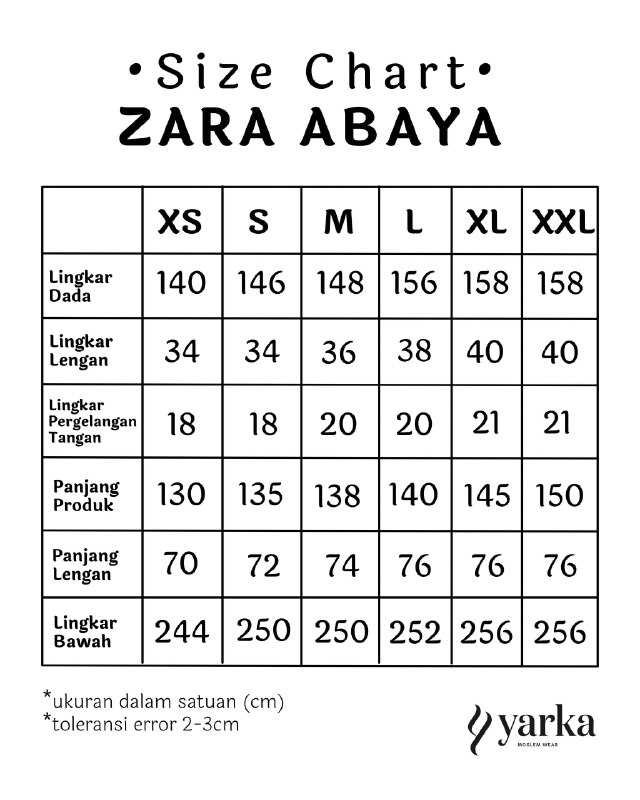 •Size Chart•
ZARA ABAYA
XS S M L XL XXL
Lingkar
Dada
140 146 148 156 158 158
Lingkar
Lengan
34 34 36 38 40 40
Lingkar
Pergelangan
Tangan
18 18 20 20 21 21
Panjang
Produk
130 135 138 140 145 150
Panjang
Lengan
70 72 74 76 76 76
Lingkar
Bawah
244 250 250 252 256 256
*ukuran dalam satuan (cm)
*toleransi error 2-3cm
yarka
MOSLEM WEAR